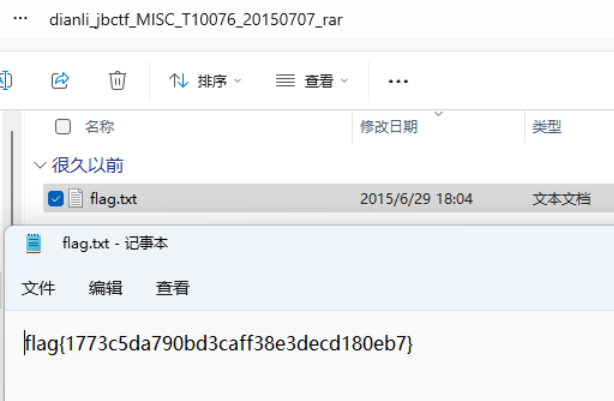 dianli_jbctf_MISC_T10076_20150707_rar
排序 查看
名称 修改日期 类型
很久以前
flag.txt 2015/6/29 18:04 文本文档
flag.txt - 记事本
文件 编辑 查看
flag{1773c5da790bd3caff38e3decd180eb7}